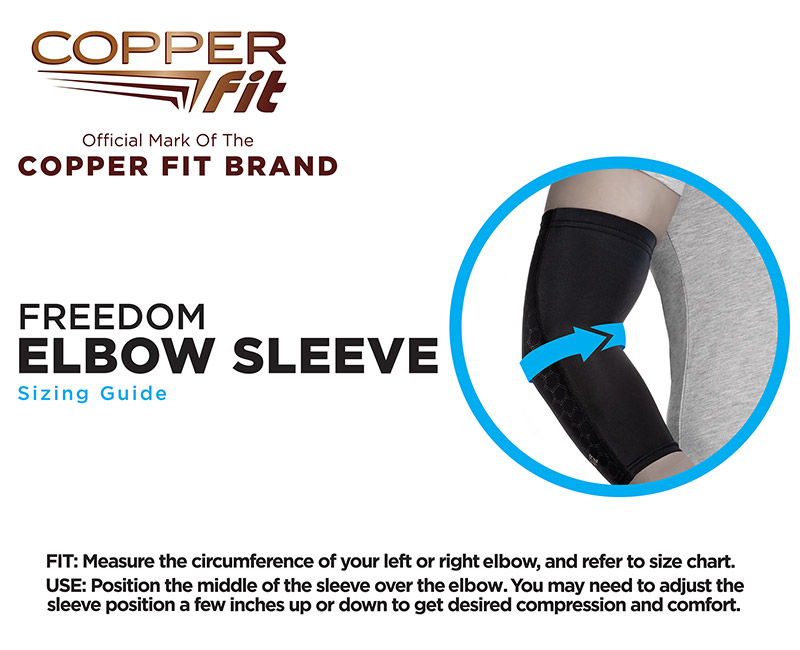 COPPER
fit
Official Mark Of The
COPPER FIT BRAND
FREEDOM
ELBOW SLEEVE
Sizing Guide
FIT: Measure the circumference of your left or right elbow, and refer to size chart.
USE: Position the middle of the sleeve over the elbow. You may need to adjust the
sleeve position a few inches up or down to get desired compression and comfort.